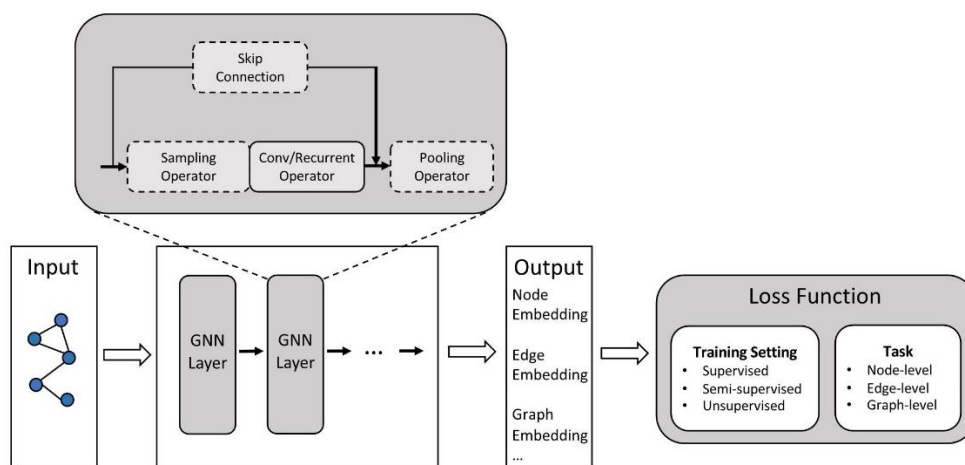 Skip
Connection
Sampling
Operator
Conv/Recurrent
Operator
Pooling
Operator
Input
GNN
Layer
GNN
Layer
...
Output
Node
Embedding
Edge
Embedding
Graph
Embedding
...
Loss Function
Training Setting
• Supervised
• Semi-supervised
• Unsupervised
Task
• Node-level
• Edge-level
• Graph-level